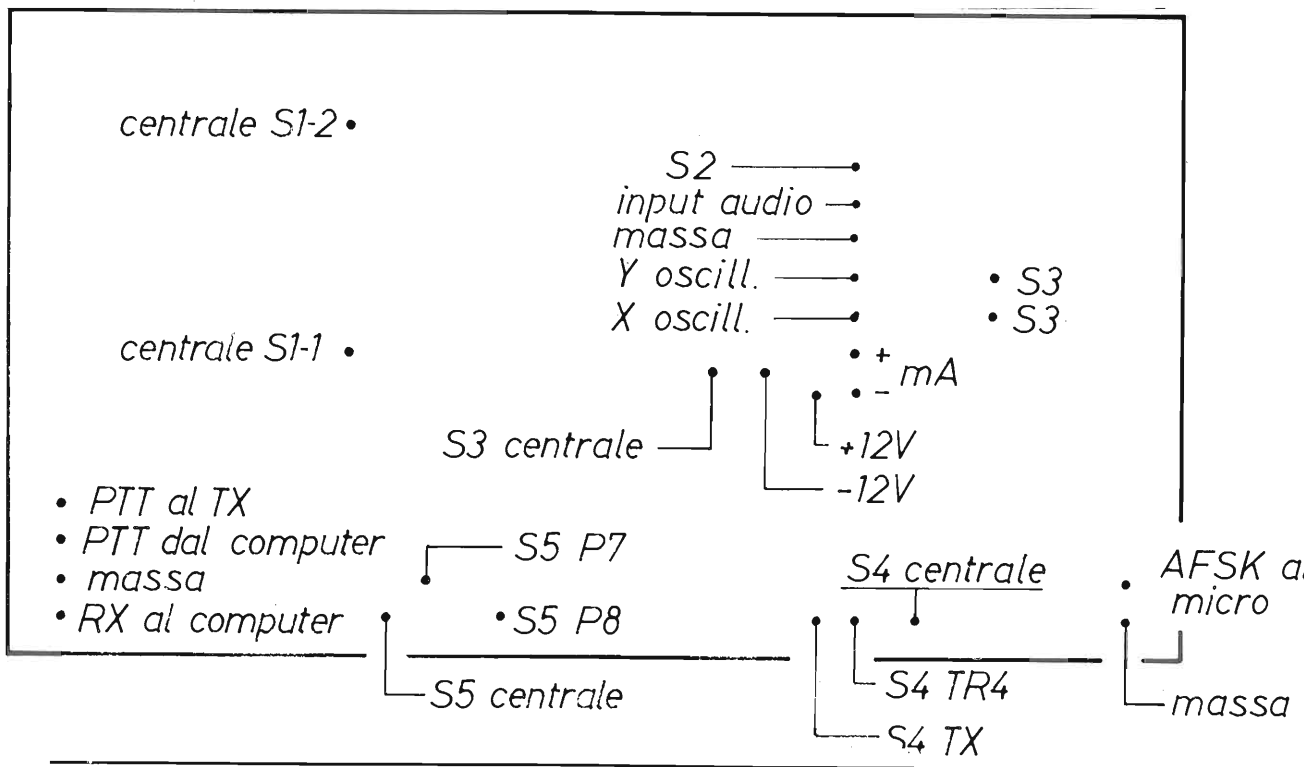 centrale S1-2
S2
input audio
massa
Y oscill.
S3
X oscill.
S3
centrale S1-1
+
mA
-
S3 centrale
+12V
-12V
PTT al TX
PTT dal computer
S5 P7
massa
S4 centrale
AFSK a
micro
RX al computer
S5 P8
S5 centrale
S4 TR4
massa
S4 TX